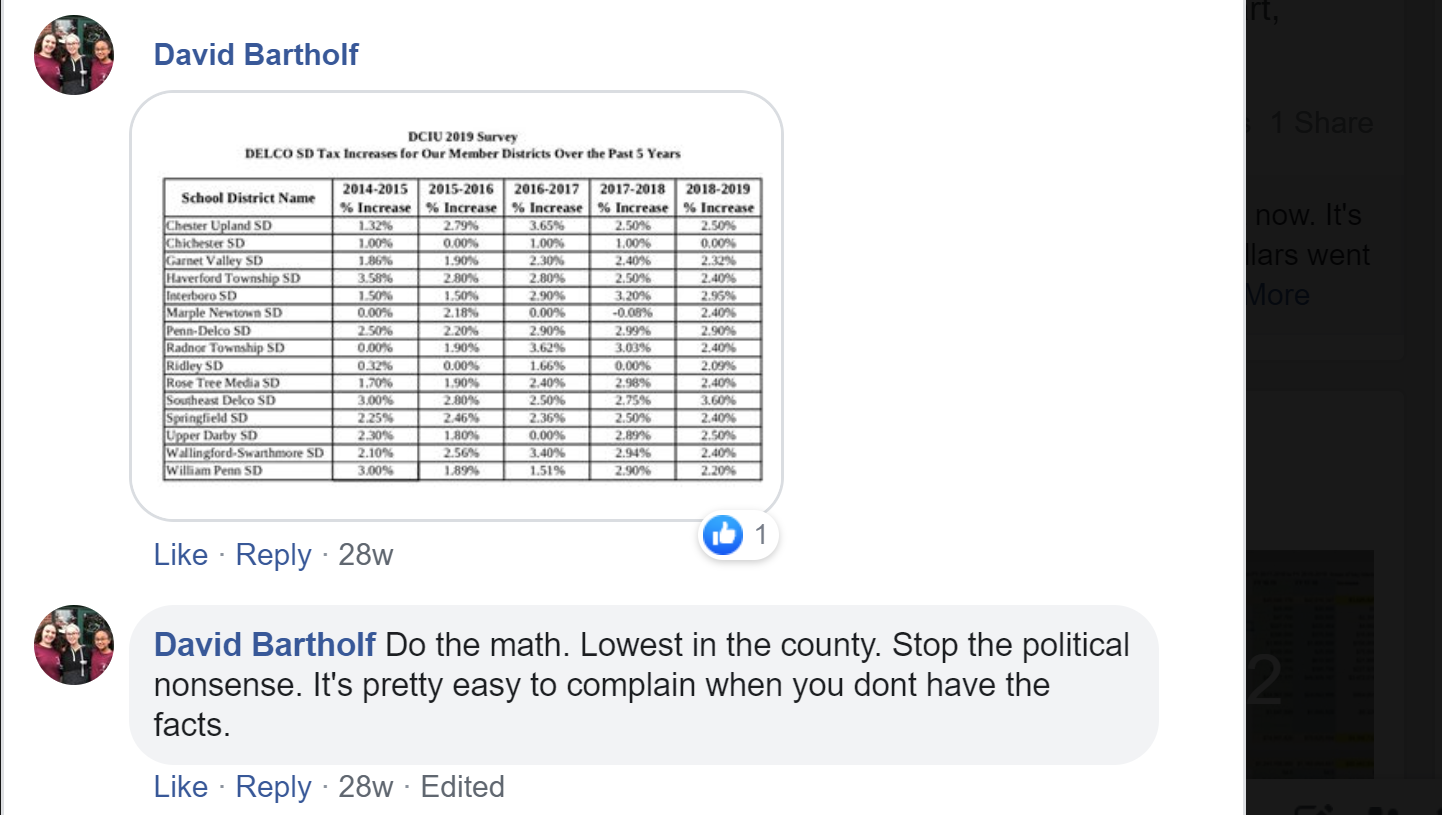 David Bartholf
DCIU 2019 Survey
DELCO SD Tax Increases for Our Member Districts Over the Past 5 Years
School District Name 2014-2015 % Increase 2015-2016 % Increase 2016-2017 % Increase 2017-2018 % Increase 2018-2019 % Increase
Chester Upland SD 1.32% 2.79% 3.65% 2.50% 2.50%
Chichester SD 1.00% 0.00% 1.00% 1.00% 0.00%
Garnet Valley SD 1.86% 1.90% 2.30% 2.40% 2.32%
Haverford Township SD 3.58% 2.80% 2.80% 2.50% 2.40%
Interboro SD 1.50% 1.50% 2.90% 3.20% 2.95%
Marple Newtown SD 0.00% 2.18% 0.00% -0.08% 2.40%
Penn-Delco SD 2.50% 2.20% 2.90% 2.99% 2.90%
Radnor Township SD 0.00% 1.90% 3.62% 3.03% 2.40%
Ridley SD 0.32% 0.00% 1.66% 0.00% 2.09%
Rose Tree Media SD 1.70% 1.90% 2.40% 2.98% 2.40%
Southeast Delco SD 3.00% 2.80% 2.50% 2.75% 3.60%
Springfield SD 2.25% 2.46% 2.36% 2.50% 2.40%
Upper Darby SD 2.30% 1.80% 0.00% 2.89% 2.50%
Wallingford-Swarthmore SD 2.10% 2.56% 3.40% 2.94% 2.40%
William Penn SD 3.00% 1.89% 1.51% 2.90% 2.20%
1
Like · Reply · 28w
David Bartholf Do the math. Lowest in the county. Stop the political
nonsense. It's pretty easy to complain when you dont have the
facts.
Like · Reply · 28w · Edited
1 Share
now. It's
went
More
2